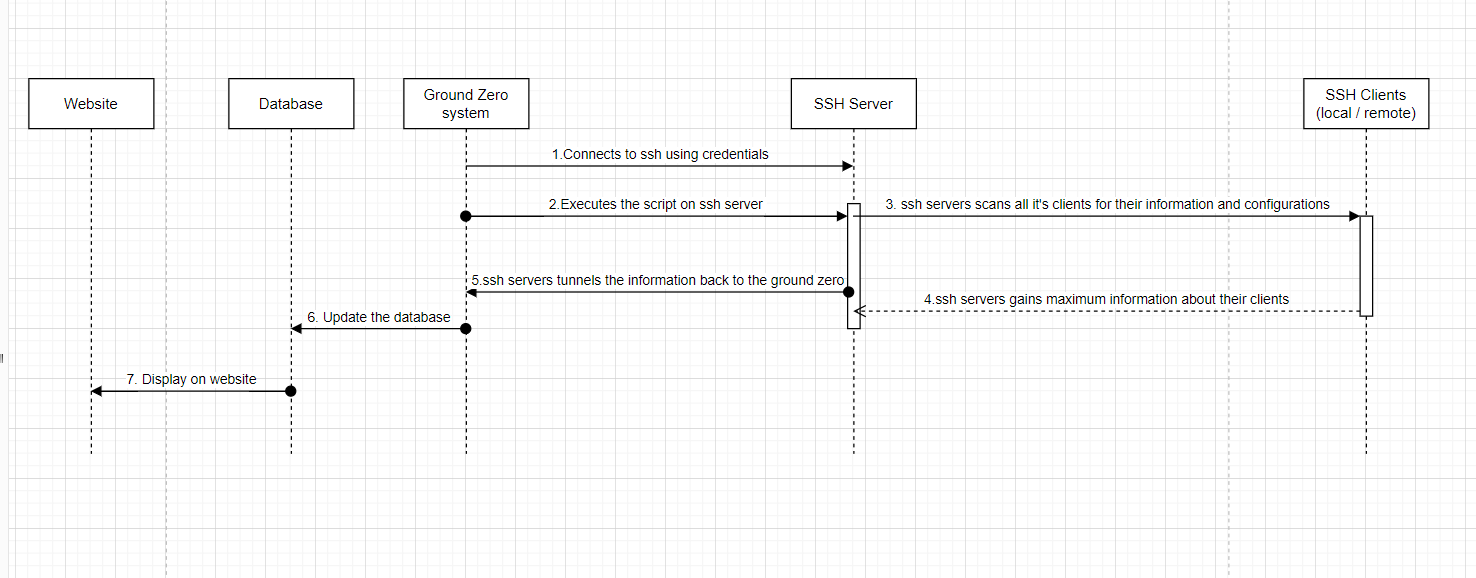 Website
Database
Ground Zero
system
SSH Server
SSH Clients
(local / remote)
1.Connects to ssh using credentials
2.Executes the script on ssh server
3. ssh servers scans all it's clients for their information and configurations
5.ssh servers tunnels the information back to the ground zero
4.ssh servers gains maximum information about their clients
6. Update the database
7. Display on website